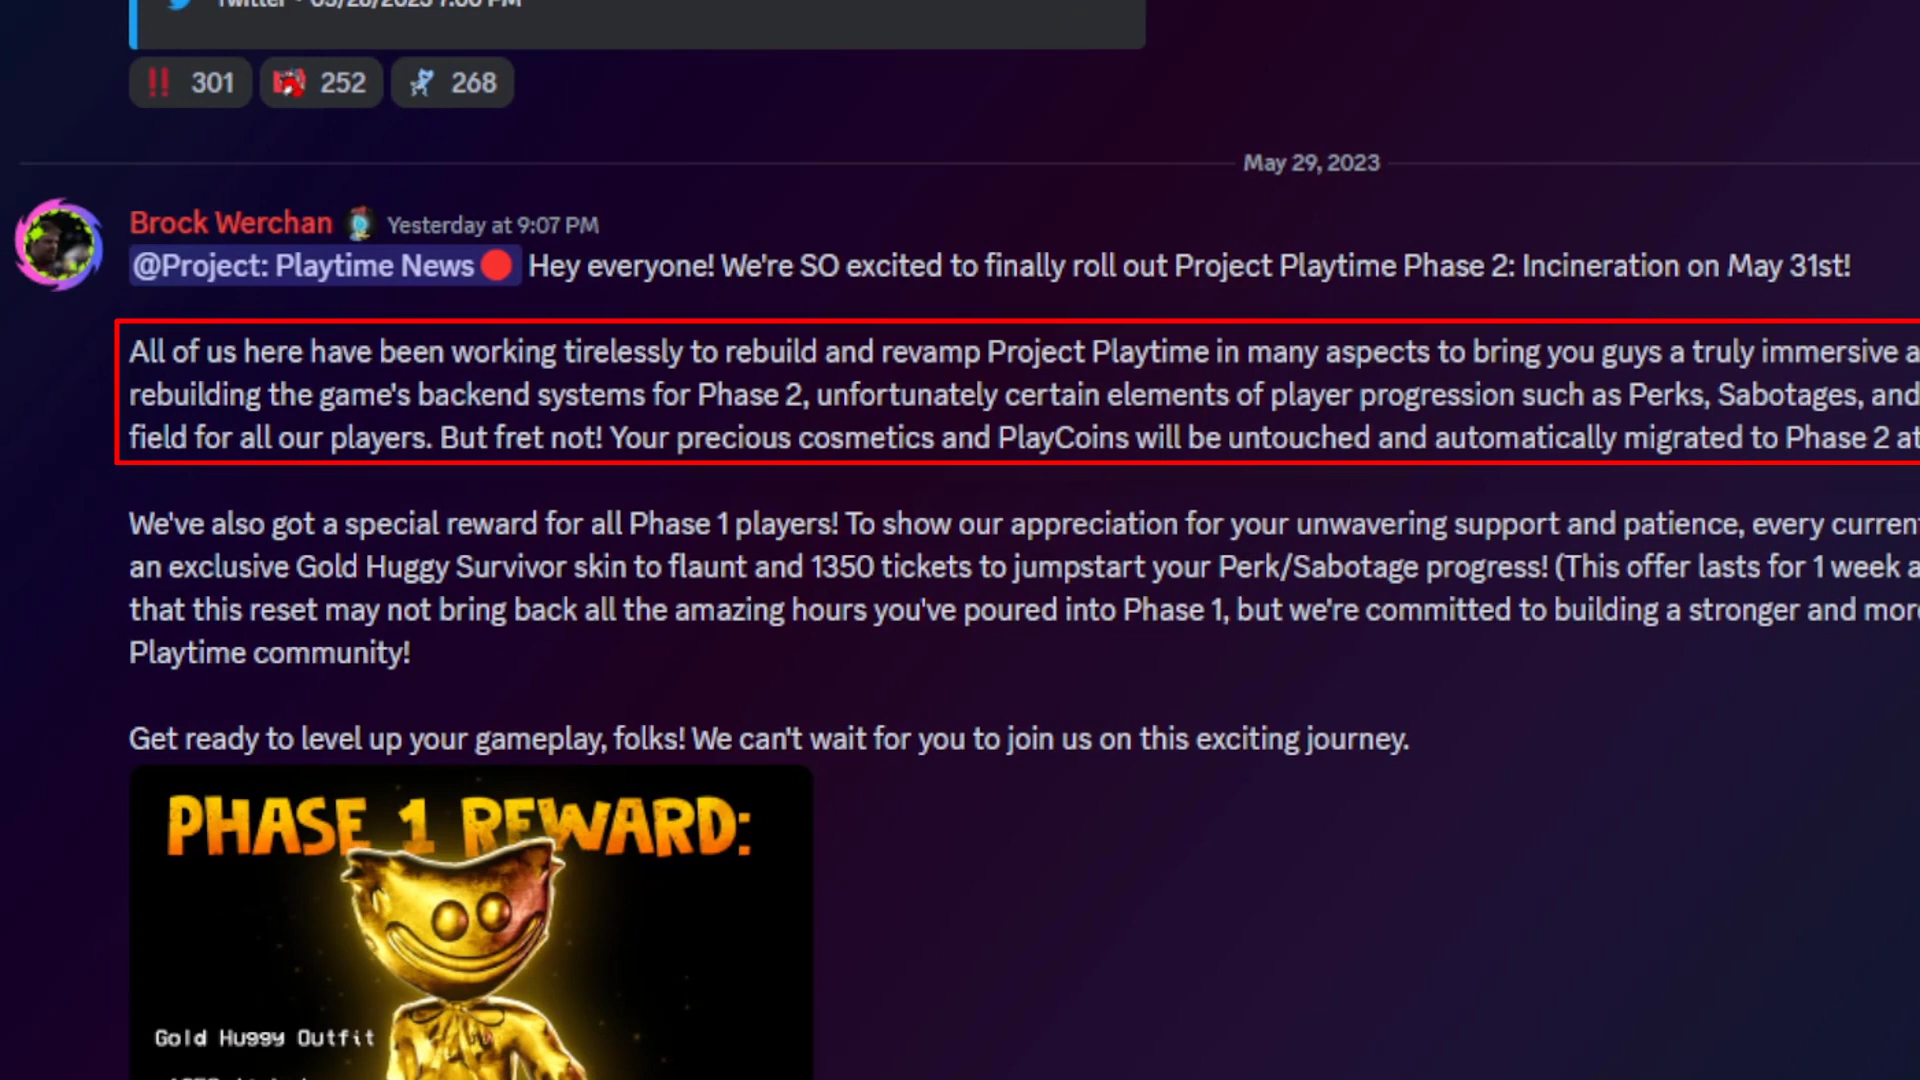 Twitter • 05/28/2023 7:00 PM
301 252 268
May 29, 2023
Brock Werchan Yesterday at 9:07 PM
@Project: Playtime News Hey everyone! We're SO excited to finally roll out Project Playtime Phase 2: Incineration on May 31st!
All of us here have been working tirelessly to rebuild and revamp Project Playtime in many aspects to bring you guys a truly immersive a
rebuilding the game's backend systems for Phase 2, unfortunately certain elements of player progression such as Perks, Sabotages, and
field for all our players. But fret not! Your precious cosmetics and PlayCoins will be untouched and automatically migrated to Phase 2 at
We've also got a special reward for all Phase 1 players! To show our appreciation for your unwavering support and patience, every current
an exclusive Gold Huggy Survivor skin to flaunt and 1350 tickets to jumpstart your Perk/Sabotage progress! (This offer lasts for 1 week a
that this reset may not bring back all the amazing hours you've poured into Phase 1, but we're committed to building a stronger and more
Playtime community!
Get ready to level up your gameplay, folks! We can't wait for you to join us on this exciting journey.
PHASE 1 REWARD:
Gold Huggy Outfit